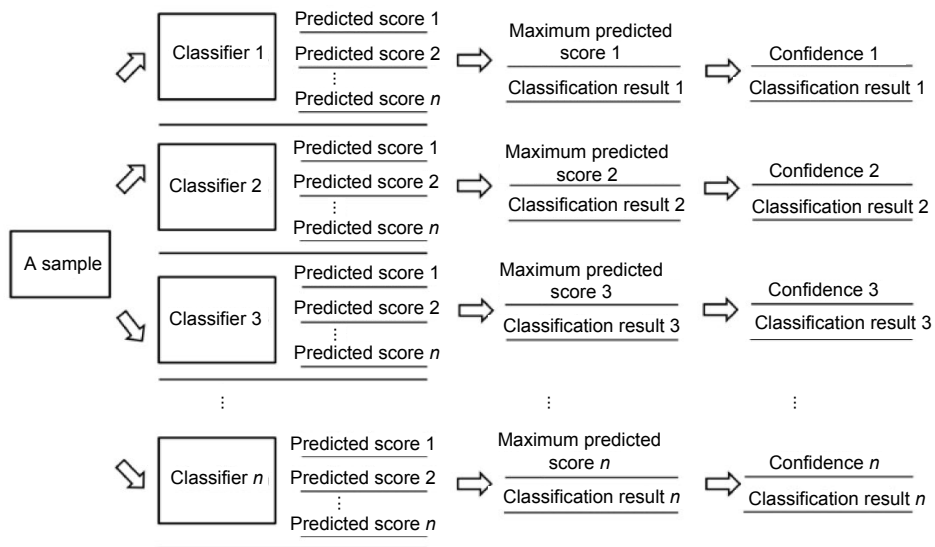 A sample
Classifier 1
Predicted score 1
Predicted score 2
⋮
Predicted score n
Maximum predicted
score 1
Classification result 1
Confidence 1
Classification result 1
Classifier 2
Predicted score 1
Predicted score 2
⋮
Predicted score n
Maximum predicted
score 2
Classification result 2
Confidence 2
Classification result 2
Classifier 3
Predicted score 1
Predicted score 2
⋮
Predicted score n
Maximum predicted
score 3
Classification result 3
Confidence 3
Classification result 3
⋮
⋮
⋮
Classifier n
Predicted score 1
Predicted score 2
⋮
Predicted score n
Maximum predicted
score n
Classification result n
Confidence n
Classification result n